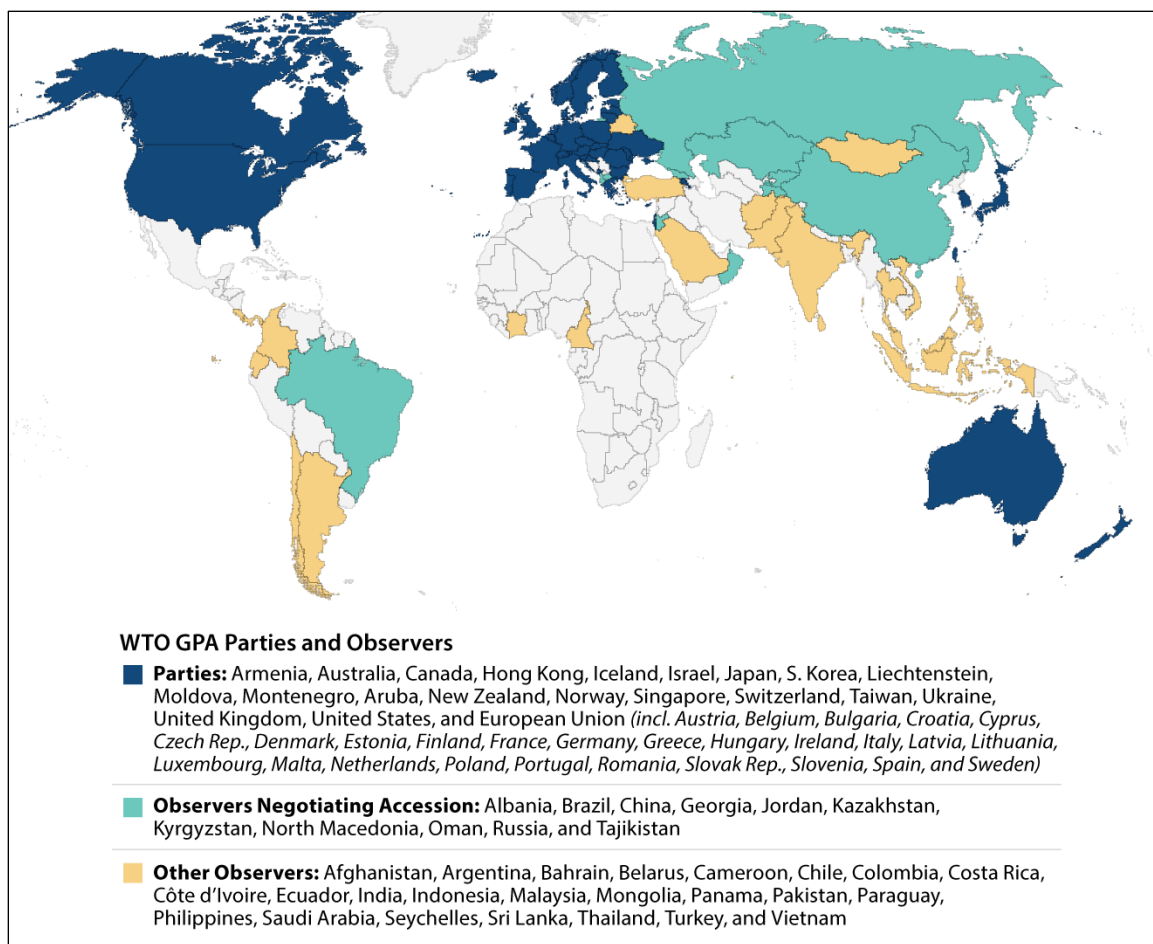 WTO GPA Parties and Observers
Parties: Armenia, Australia, Canada, Hong Kong, Iceland, Israel, Japan, S. Korea, Liechtenstein,
Moldova, Montenegro, Aruba, New Zealand, Norway, Singapore, Switzerland, Taiwan, Ukraine,
United Kingdom, United States, and European Union (incl. Austria, Belgium, Bulgaria, Croatia, Cyprus,
Czech Rep., Denmark, Estonia, Finland, France, Germany, Greece, Hungary, Ireland, Italy, Latvia, Lithuania,
Luxembourg, Malta, Netherlands, Poland, Portugal, Romania, Slovak Rep., Slovenia, Spain, and Sweden)
Observers Negotiating Accession: Albania, Brazil, China, Georgia, Jordan, Kazakhstan,
Kyrgyzstan, North Macedonia, Oman, Russia, and Tajikistan
Other Observers: Afghanistan, Argentina, Bahrain, Belarus, Cameroon, Chile, Colombia, Costa Rica,
Côte d’Ivoire, Ecuador, India, Indonesia, Malaysia, Mongolia, Panama, Pakistan, Paraguay,
Philippines, Saudi Arabia, Seychelles, Sri Lanka, Thailand, Turkey, and Vietnam